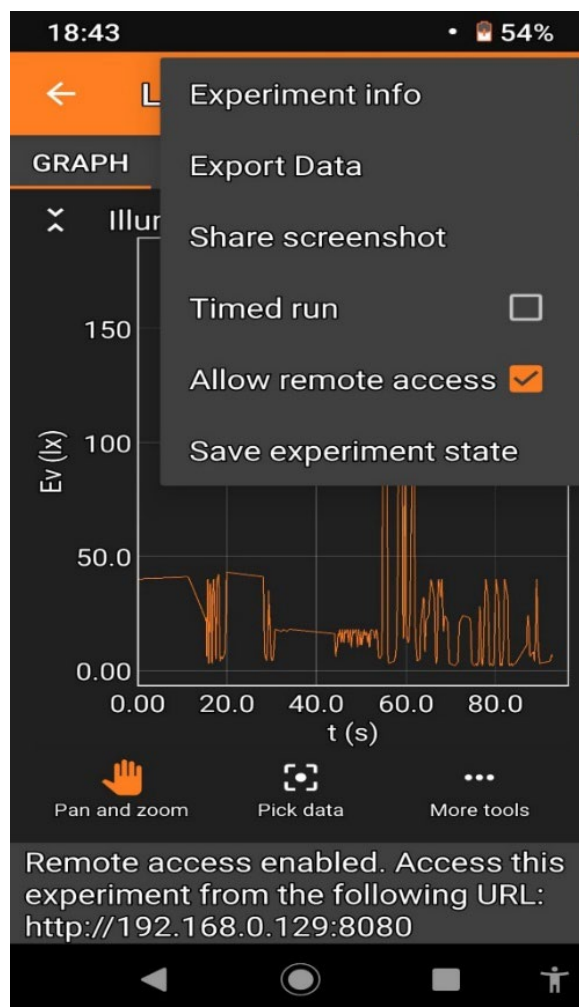 18:43
54%
L
Experiment info
GRAPH
Export Data
Illu
Share screenshot
Timed run
Allow remote access
Save experiment state
Ev (lx)
150
100
50.0
0.00
0.00 20.0 40.0 60.0 80.0
t (s)
Pan and zoom
Pick data
More tools
Remote access enabled. Access this
experiment from the following URL:
http://192.168.0.129:8080